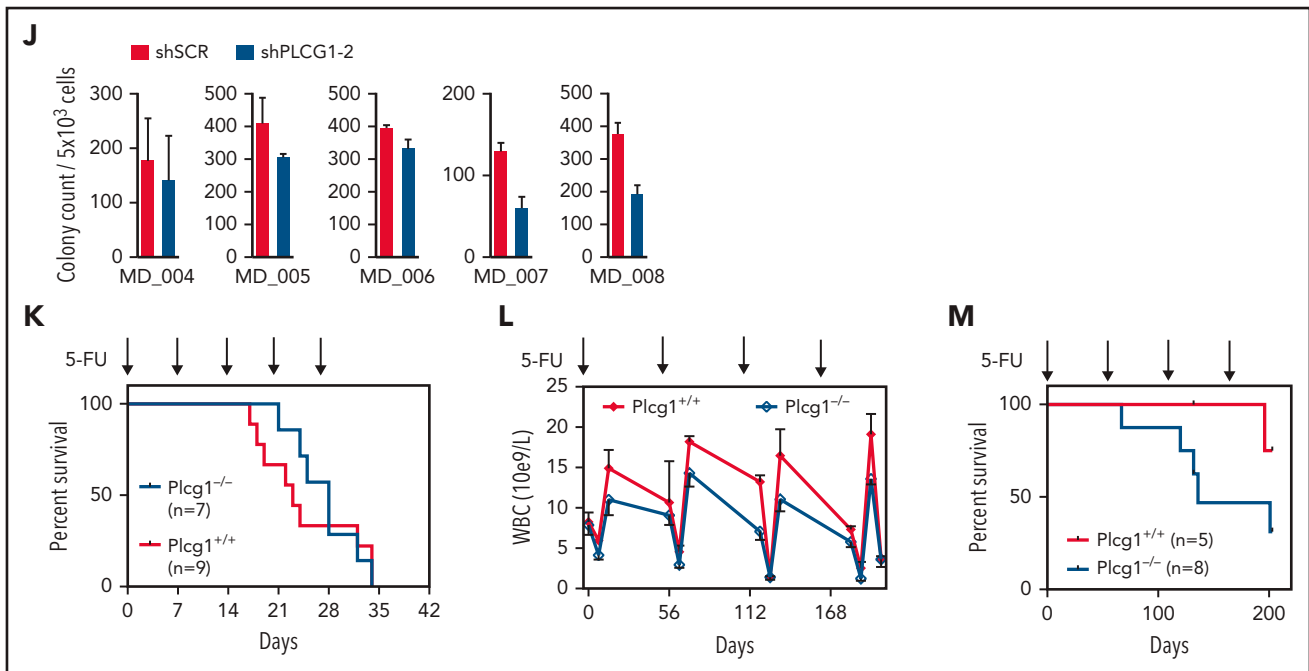 J
shSCR shPLCG1-2
Colony count / 5x10³ cells
300 200 100 0
MD_004
500 400 300 200 100 0
MD_005
500 400 300 200 100 0
MD_006
200 100 0
MD_007
500 400 300 200 100 0
MD_008
K
5-FU
Percent survival
100 50 0
Plcg1⁻/⁻
(n=7)
Plcg1⁺/⁺
(n=9)
0 7 14 21 28 35 42
Days
L
5-FU
WBC (10e9/L)
25 20 15 10 5 0
Plcg1⁺/⁺ Plcg1⁻/⁻
0 56 112 168
Days
M
5-FU
Percent survival
100 50 0
Plcg1⁺/⁺ (n=5)
Plcg1⁻/⁻ (n=8)
0 100 200
Days